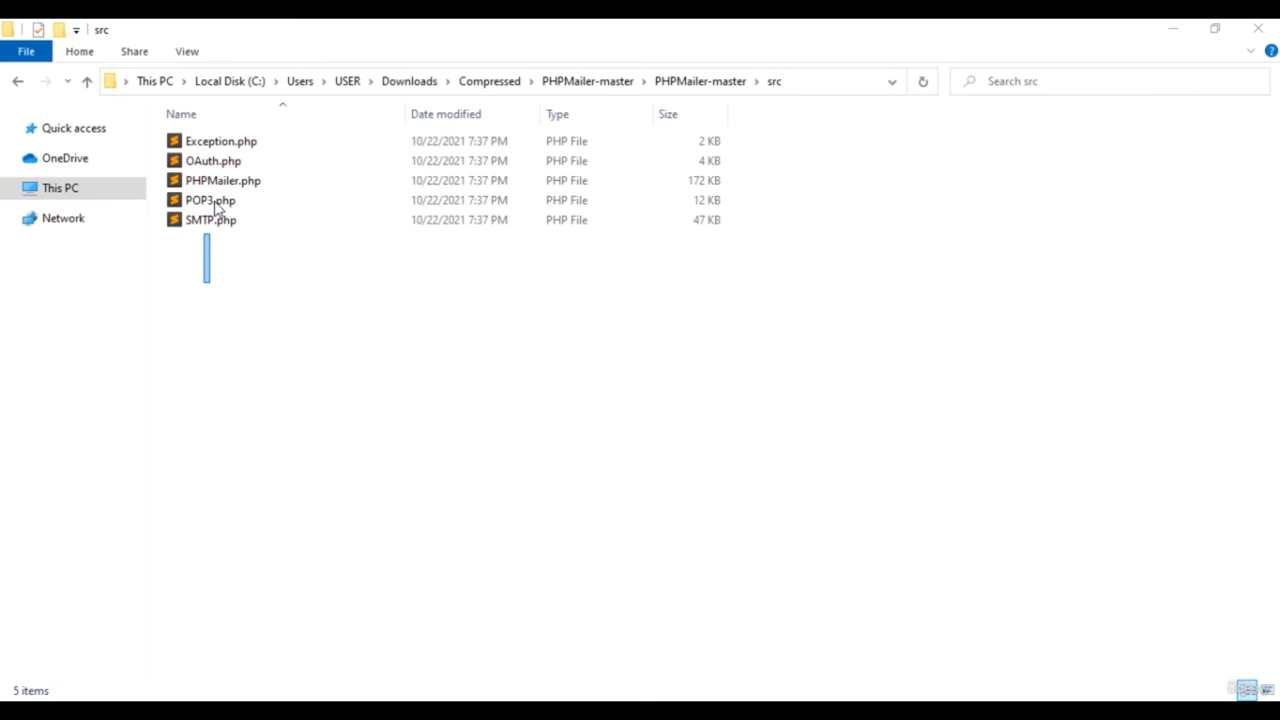 src
File Home Share View
This PC Local Disk (C:) Users USER Downloads Compressed PHPMailer-master PHPMailer-master src Search src
Name Date modified Type Size
Quick access
OneDrive
This PC
Network
Exception.php 10/22/2021 7:37 PM PHP File 2 KB
OAuth.php 10/22/2021 7:37 PM PHP File 4 KB
PHPMailer.php 10/22/2021 7:37 PM PHP File 172 KB
POP3.php 10/22/2021 7:37 PM PHP File 12 KB
SMTP.php 10/22/2021 7:37 PM PHP File 47 KB
5 items